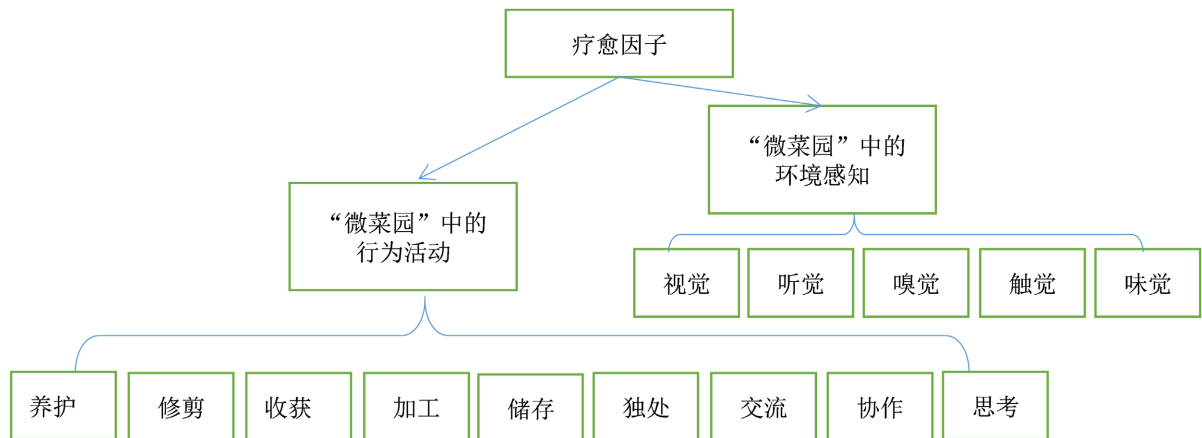 疗愈因子
“微菜园”中的
环境感知
“微菜园”中的
行为活动
视觉
听觉
嗅觉
触觉
味觉
养护
修剪
收获
加工
储存
独处
交流
协作
思考